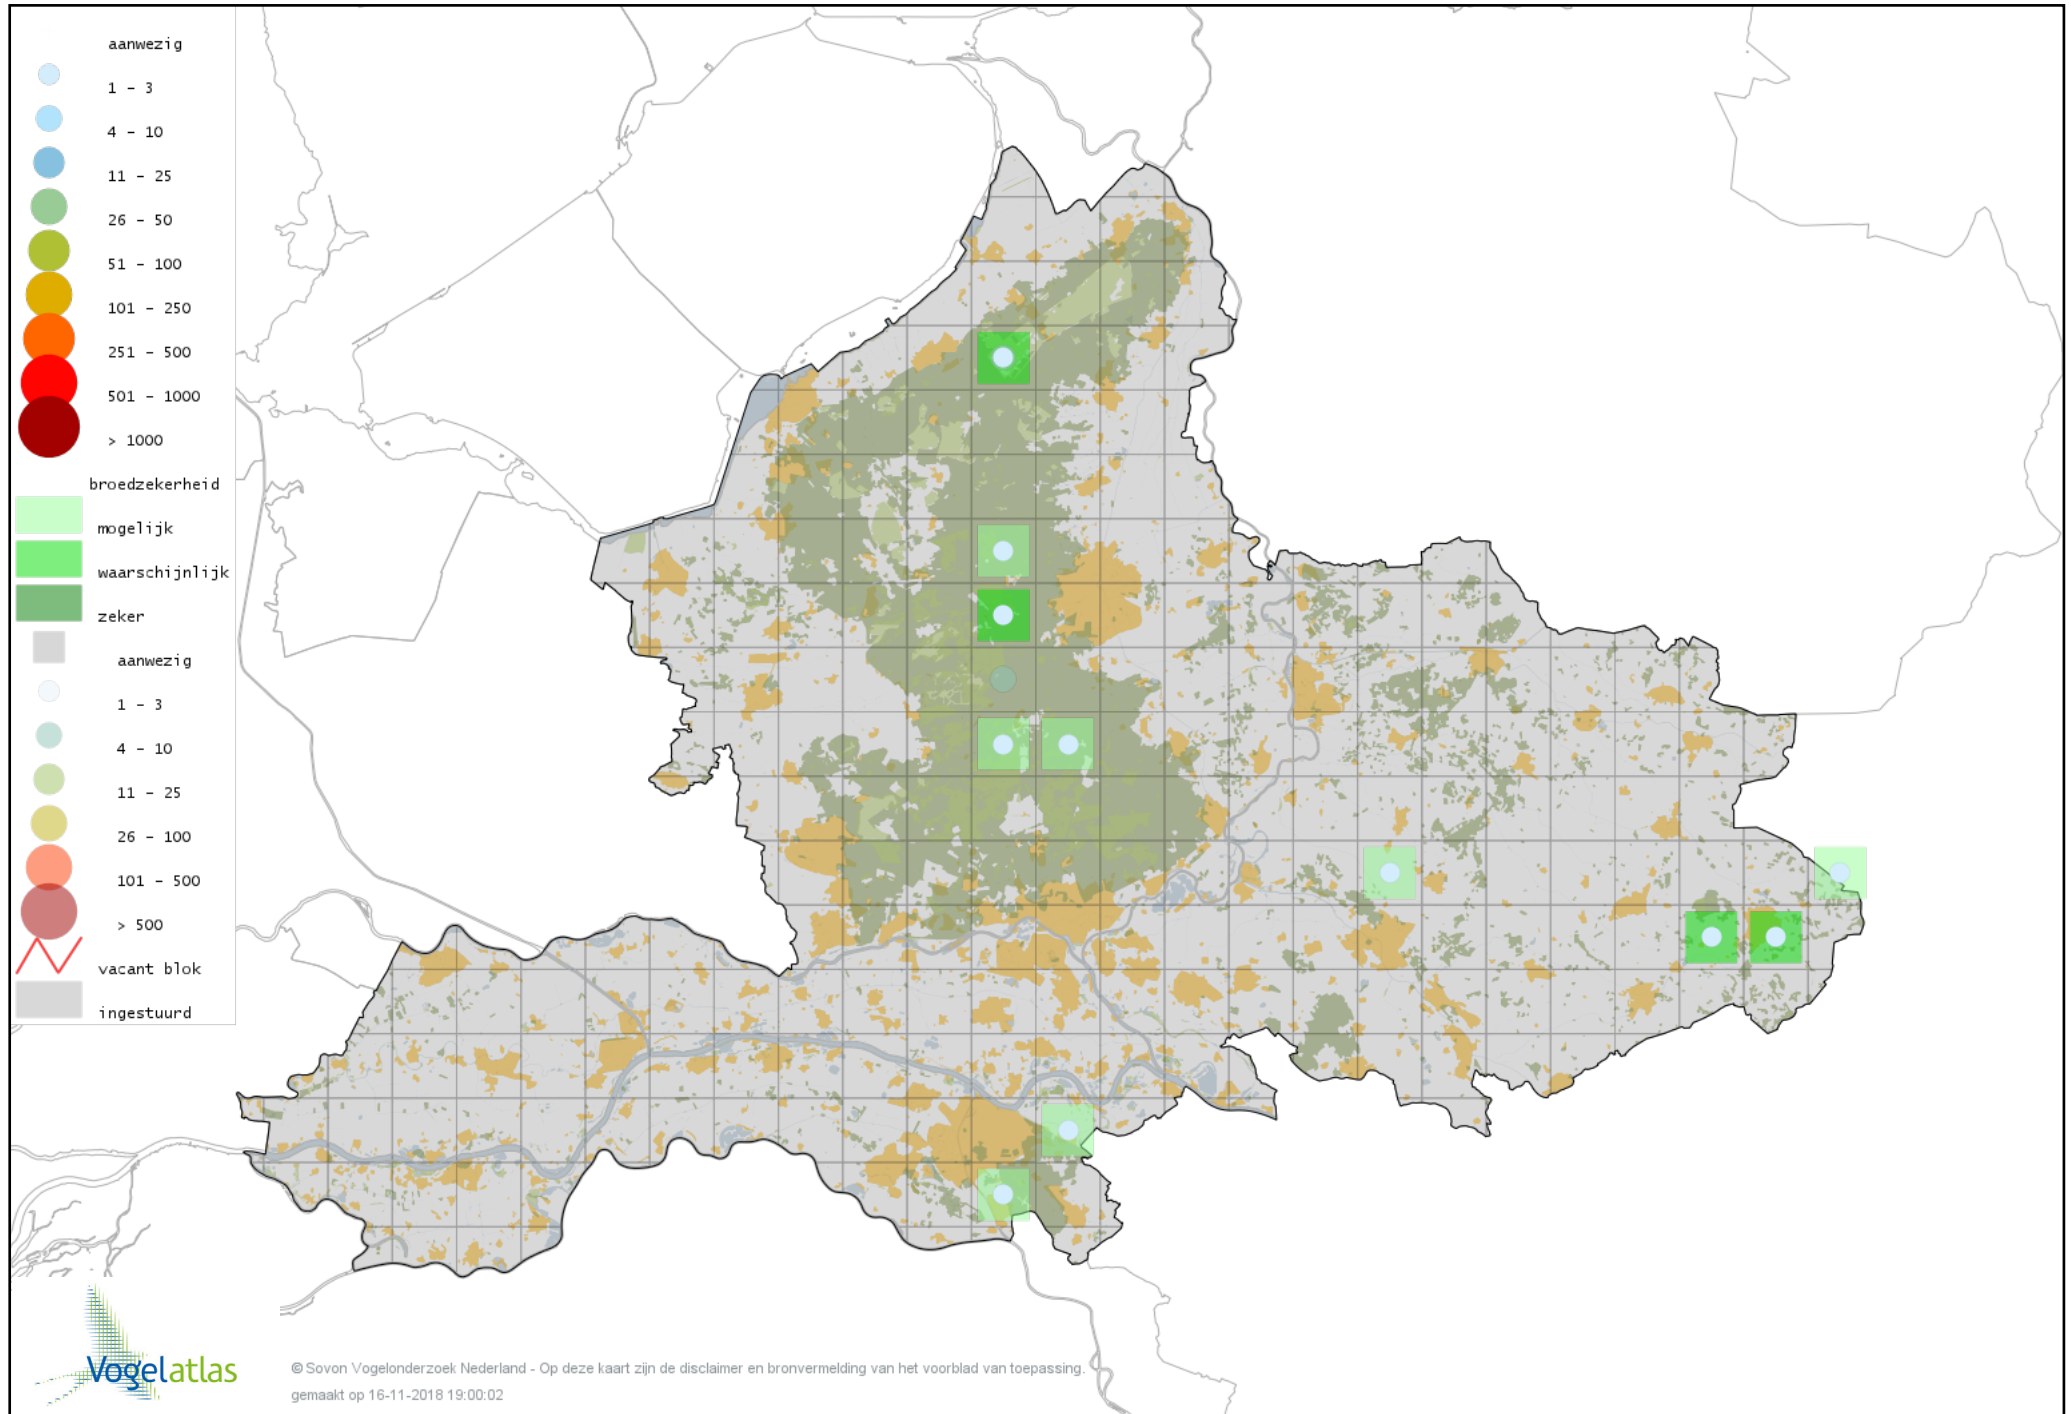 aanwezig
1 - 3
4 - 10
11 - 25
26 - 50
51 - 100
101 - 250
251 - 500
501 - 1000
> 1000
broedzekerheid
mogelijk
waarschijnlijk
zeker
aanwezig
1 - 3
4 - 10
11 - 25
26 - 100
101 - 500
> 500
vacant blok
ingestuurd
Vogelatlas
© Sovon Vogelonderzoek Nederland - Op deze kaart zijn de disclaimer en bronvermelding van het voorblad van toepassing.
gemaakt op 16-11-2018 19:00:02